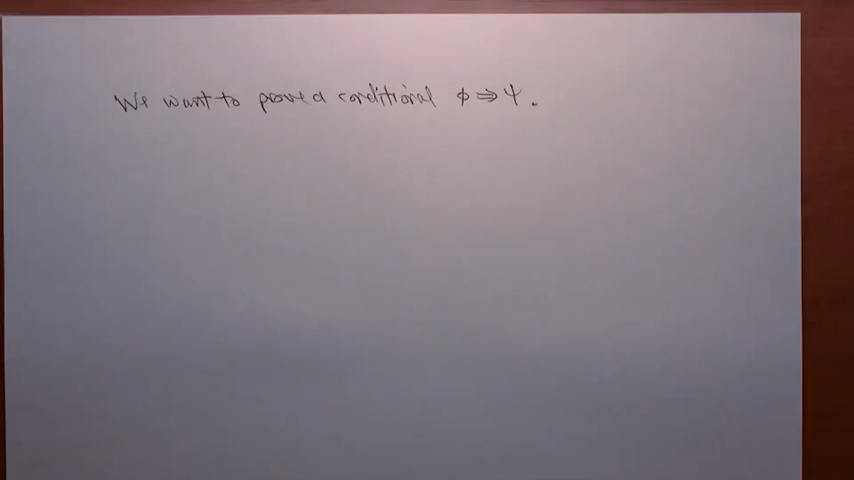 We want to prove a conditional ϕ ⇒ ψ.